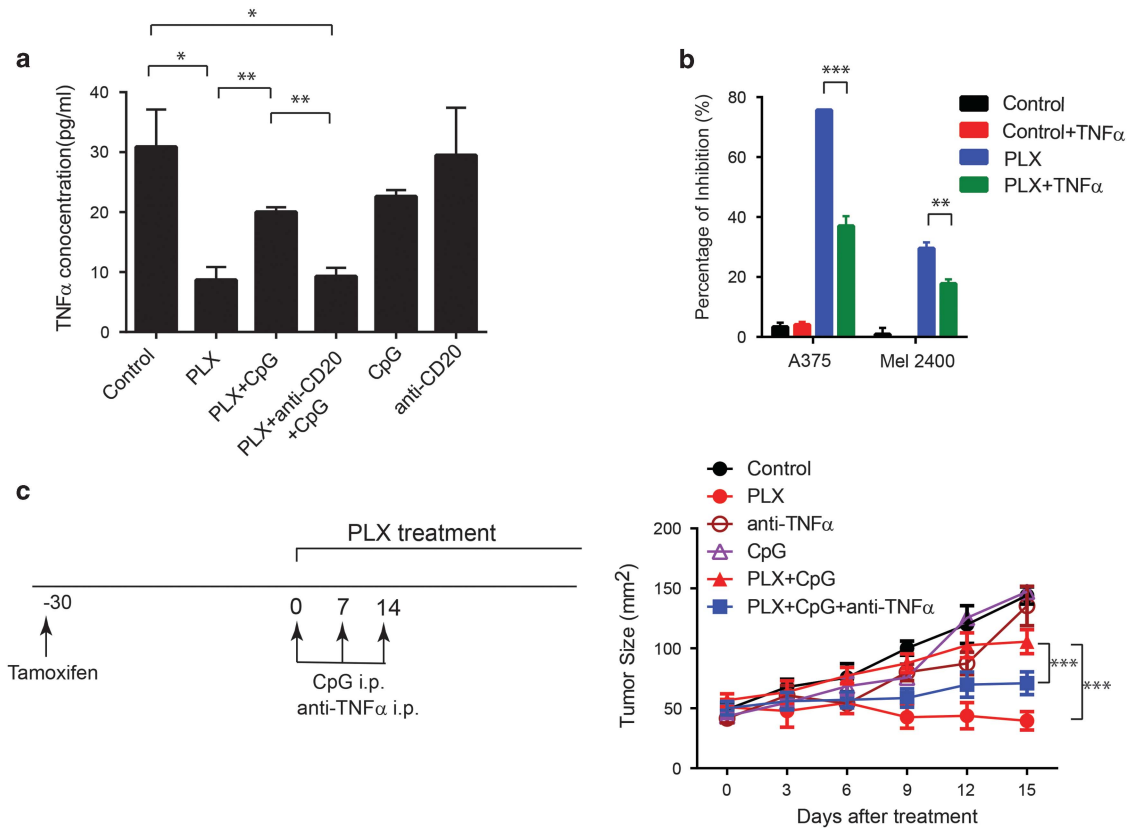 a
*
*
**
**
TNFα conocentration(pg/ml)
40
30
20
10
0
Control
PLX
PLX+CpG
PLX+anti-CD20
+CpG
CpG
anti-CD20
b
***
**
Percentage of Inhibition (%)
80
60
40
20
0
A375
Mel 2400
Control
Control+TNFα
PLX
PLX+TNFα
c
PLX treatment
-30
0
7
14
Tamoxifen
CpG i.p.
anti-TNFα i.p.
Control
PLX
anti-TNFα
CpG
PLX+CpG
PLX+CpG+anti-TNFα
Tumor Size (mm²)
200
150
100
50
0
***
***
0 3 6 9 12 15
Days after treatment